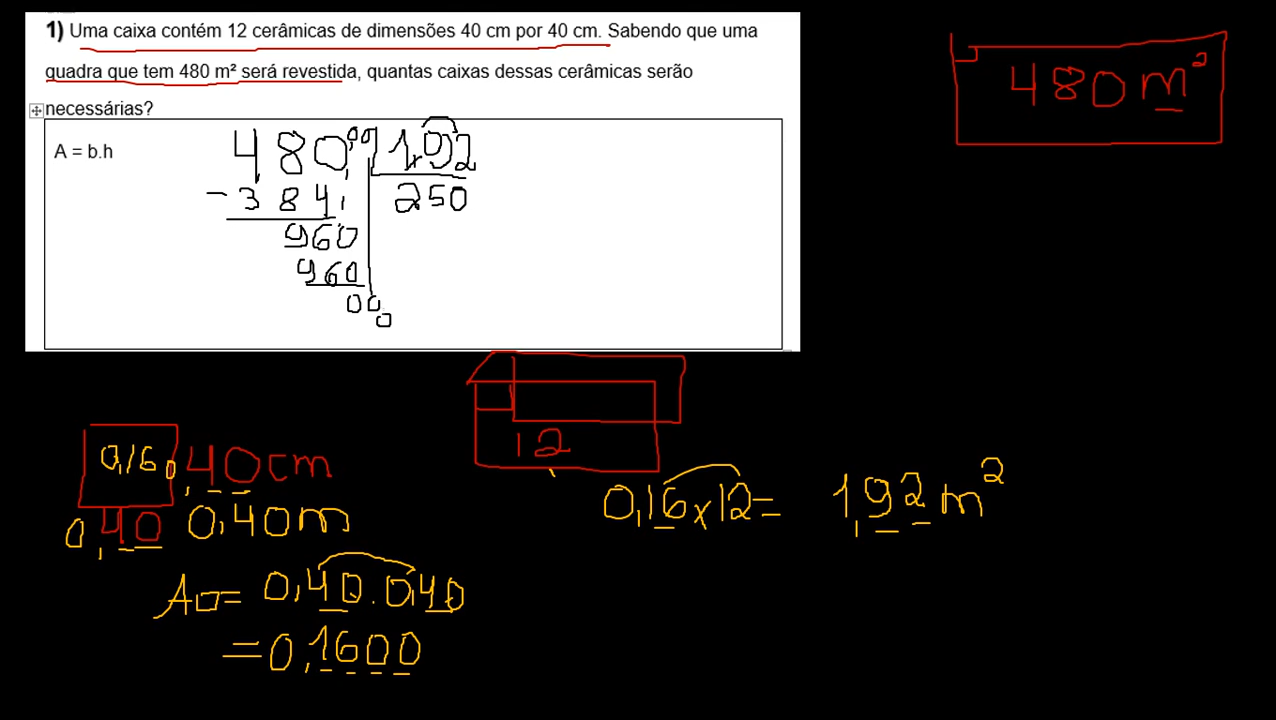 1) Uma caixa contém 12 cerâmicas de dimensões 40 cm por 40 cm. Sabendo que uma
quadra que tem 480 m² será revestida, quantas caixas dessas cerâmicas serão
necessárias?
A = b.h
480,00 1,92
- 384 250
960
960
000
480 m²
12
0,16 0,40cm
0,40 0,40m
0,16 x 12 = 1,92 m²
A□ = 0,40 . 0,40
= 0,1600